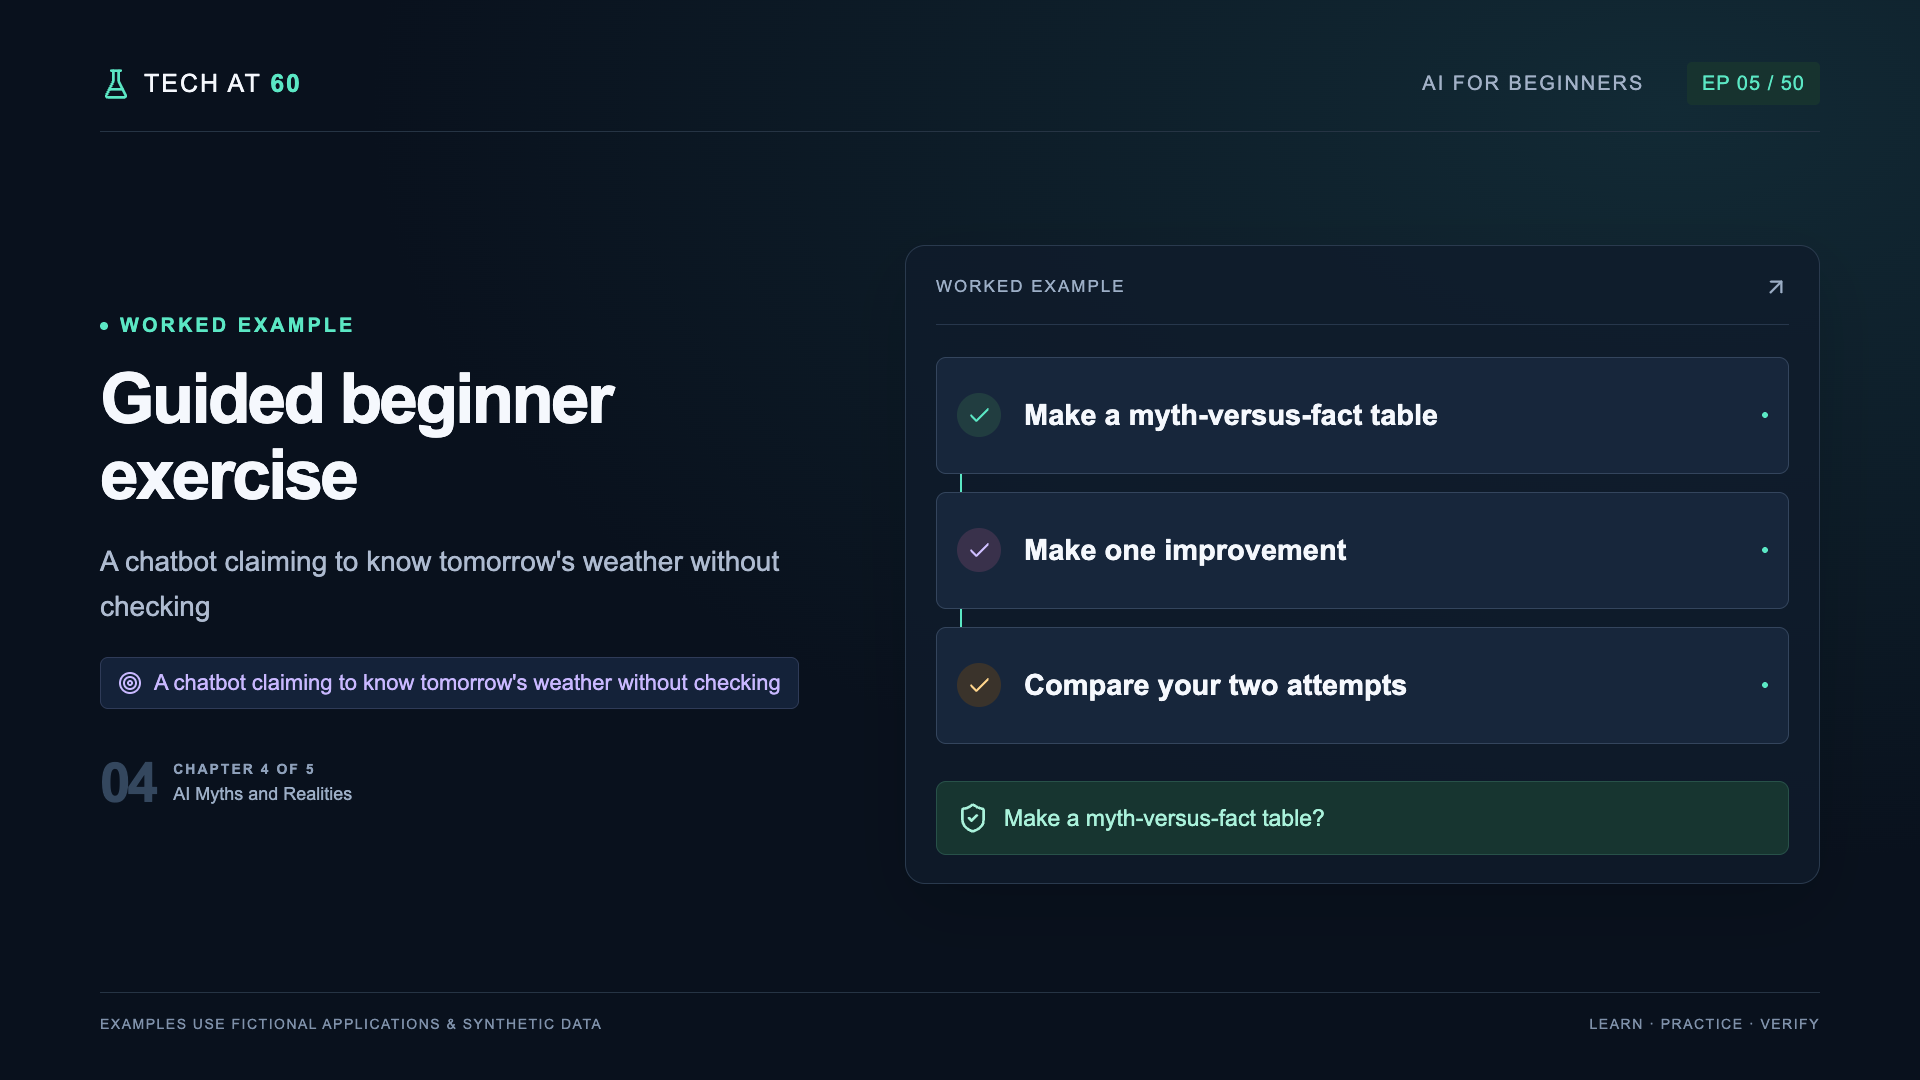 TECH AT 60
AI FOR BEGINNERS
EP 05 / 50
WORKED EXAMPLE
Guided beginner
exercise
A chatbot claiming to know tomorrow's weather without
checking
A chatbot claiming to know tomorrow's weather without checking
04
CHAPTER 4 OF 5
AI Myths and Realities
WORKED EXAMPLE
Make a myth-versus-fact table
Make one improvement
Compare your two attempts
Make a myth-versus-fact table?
EXAMPLES USE FICTIONAL APPLICATIONS & SYNTHETIC DATA
LEARN · PRACTICE · VERIFY